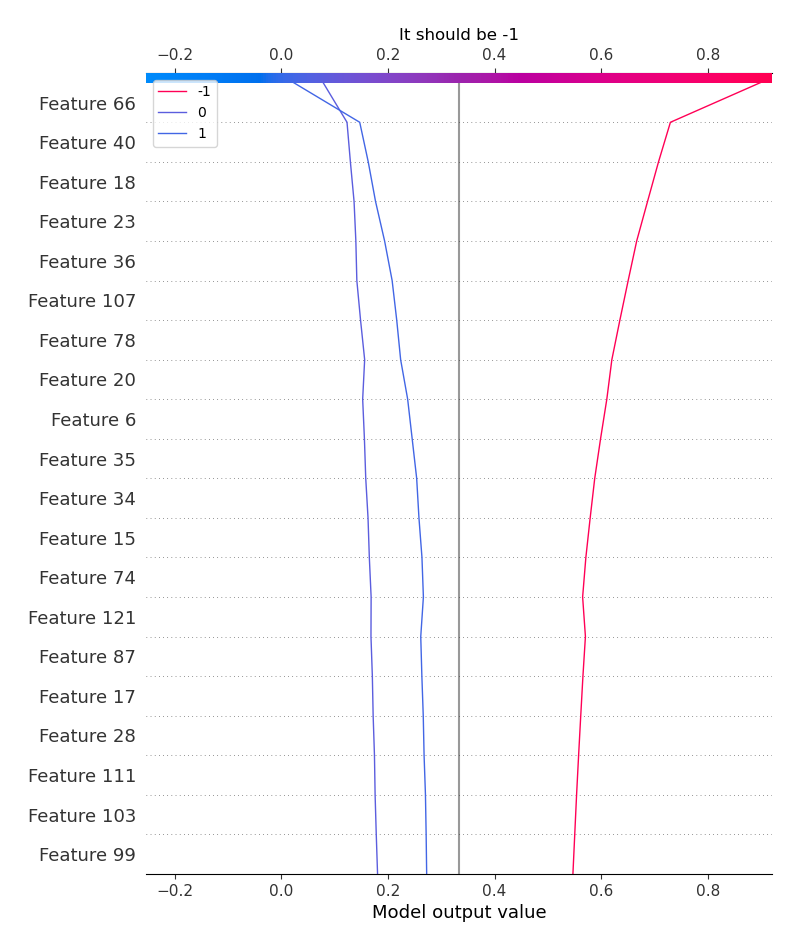 It should be -1
−0.2 0.0 0.2 0.4 0.6 0.8
-1
0
1
Feature 66
Feature 40
Feature 18
Feature 23
Feature 36
Feature 107
Feature 78
Feature 20
Feature 6
Feature 35
Feature 34
Feature 15
Feature 74
Feature 121
Feature 87
Feature 17
Feature 28
Feature 111
Feature 103
Feature 99
−0.2 0.0 0.2 0.4 0.6 0.8
Model output value